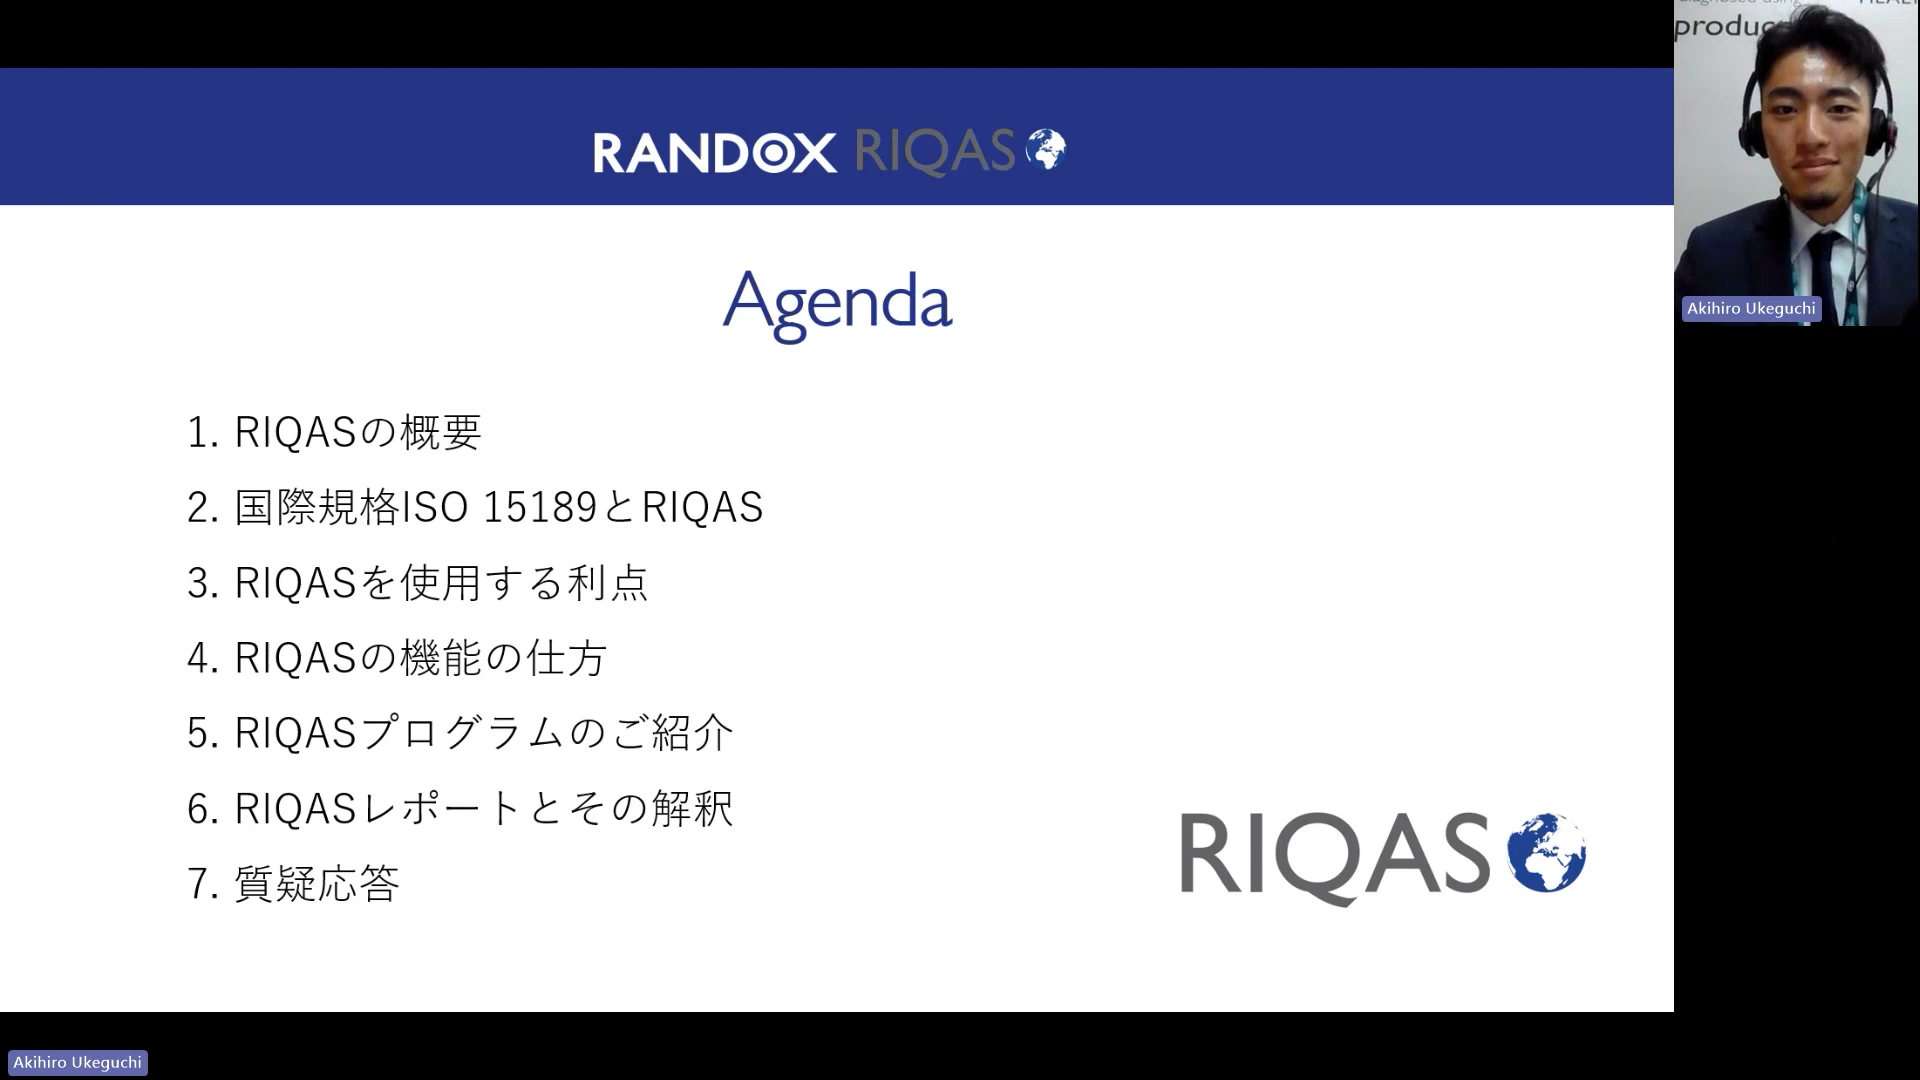 RANDOX RIQAS
Agenda
1. RIQASの概要
2. 国際規格ISO 15189とRIQAS
3. RIQASを使用する利点
4. RIQASの機能の仕方
5. RIQASプログラムのご紹介
6. RIQASレポートとその解釈
7. 質疑応答
RIQAS
diagnosed using
produc
Akihiro Ukeguchi
Akihiro Ukeguchi